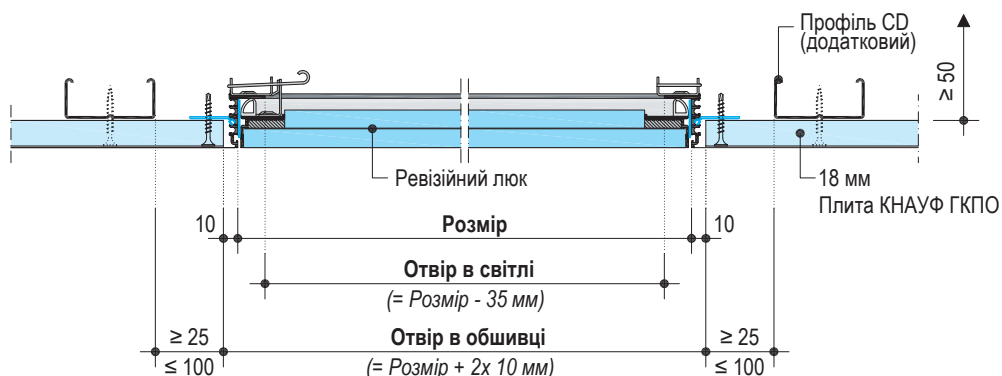 Профіль CD
(додатковий)
≥ 50
Ревізійний люк
18 мм
Плита КНАУФ ГКПО
10
Розмір
10
Отвір в світлі
(= Розмір - 35 мм)
≥ 25
Отвір в обшивці
≥ 25
≤ 100
(= Розмір + 2x 10 мм)
≤ 100